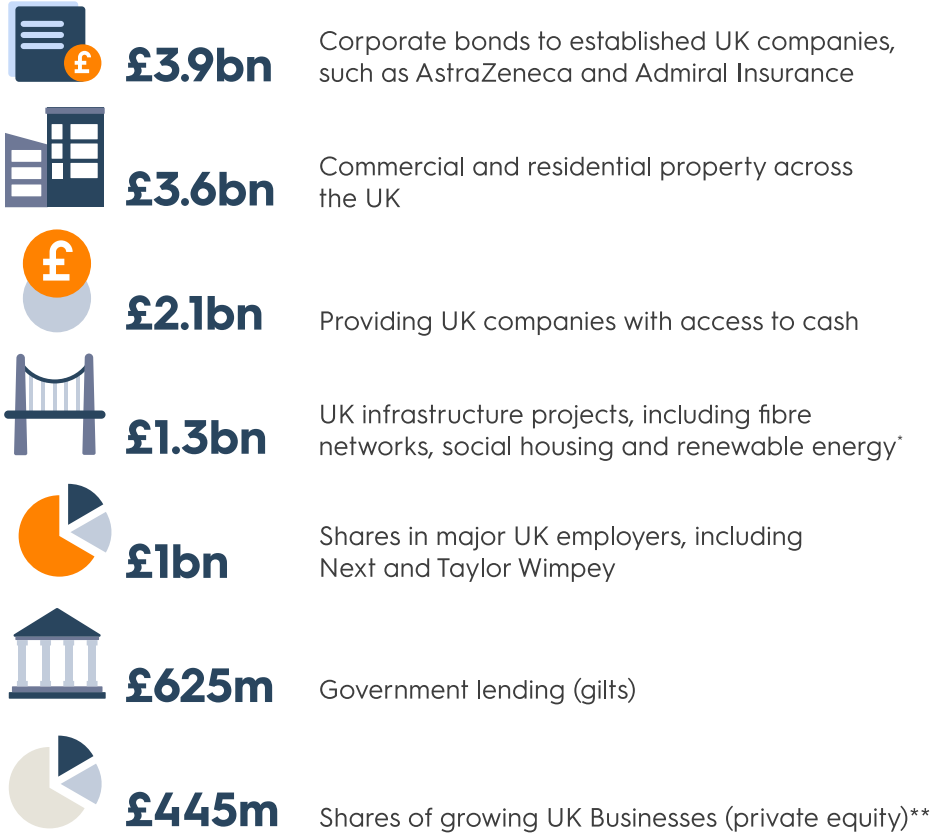 £
£3.9bn
Corporate bonds to established UK companies,
such as AstraZeneca and Admiral Insurance
£3.6bn
Commercial and residential property across
the UK
£
£2.1bn
Providing UK companies with access to cash
£1.3bn
UK infrastructure projects, including fibre
networks, social housing and renewable energy*
£1bn
Shares in major UK employers, including
Next and Taylor Wimpey
£625m
Government lending (gilts)
£445m
Shares of growing UK Businesses (private equity)**